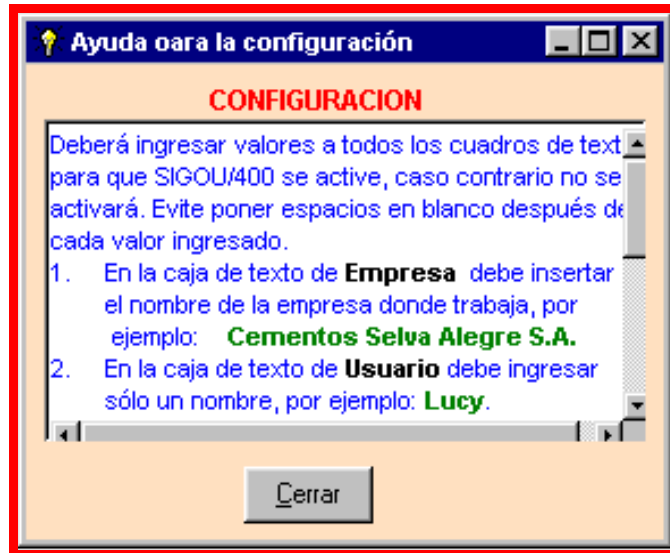 Ayuda oara la configuración
CONFIGURACION
Deberá ingresar valores a todos los cuadros de text
para que SIGOU/400 se active, caso contrario no se
activará. Evite poner espacios en blanco después de
cada valor ingresado.
1. En la caja de texto de Empresa debe insertar
el nombre de la empresa donde trabaja, por
ejemplo: Cementos Selva Alegre S.A.
2. En la caja de texto de Usuario debe ingresar
sólo un nombre, por ejemplo: Lucy.
Cerrar